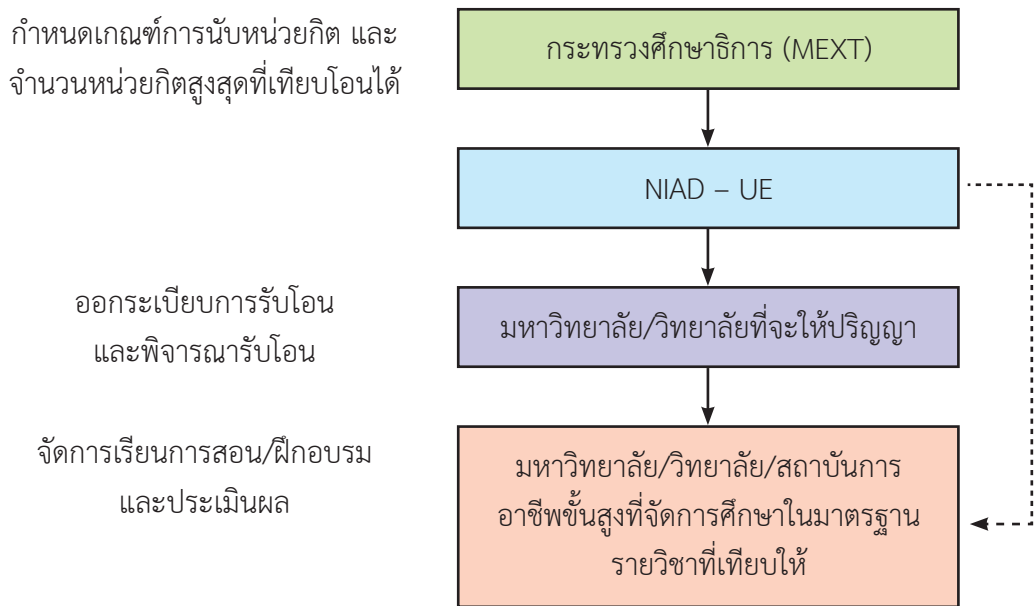 กำหนดเกณฑ์การนับหน่วยกิต และ
จำนวนหน่วยกิตสูงสุดที่เทียบโอนได้
กระทรวงศึกษาธิการ (MEXT)
NIAD – UE
ออกระเบียบการรับโอน
และพิจารณารับโอน
มหาวิทยาลัย/วิทยาลัยที่จะให้ปริญญา
จัดการเรียนการสอน/ฝึกอบรม
และประเมินผล
มหาวิทยาลัย/วิทยาลัย/สถาบันการ
อาชีพขั้นสูงที่จัดการศึกษาในมาตรฐาน
รายวิชาที่เทียบให้